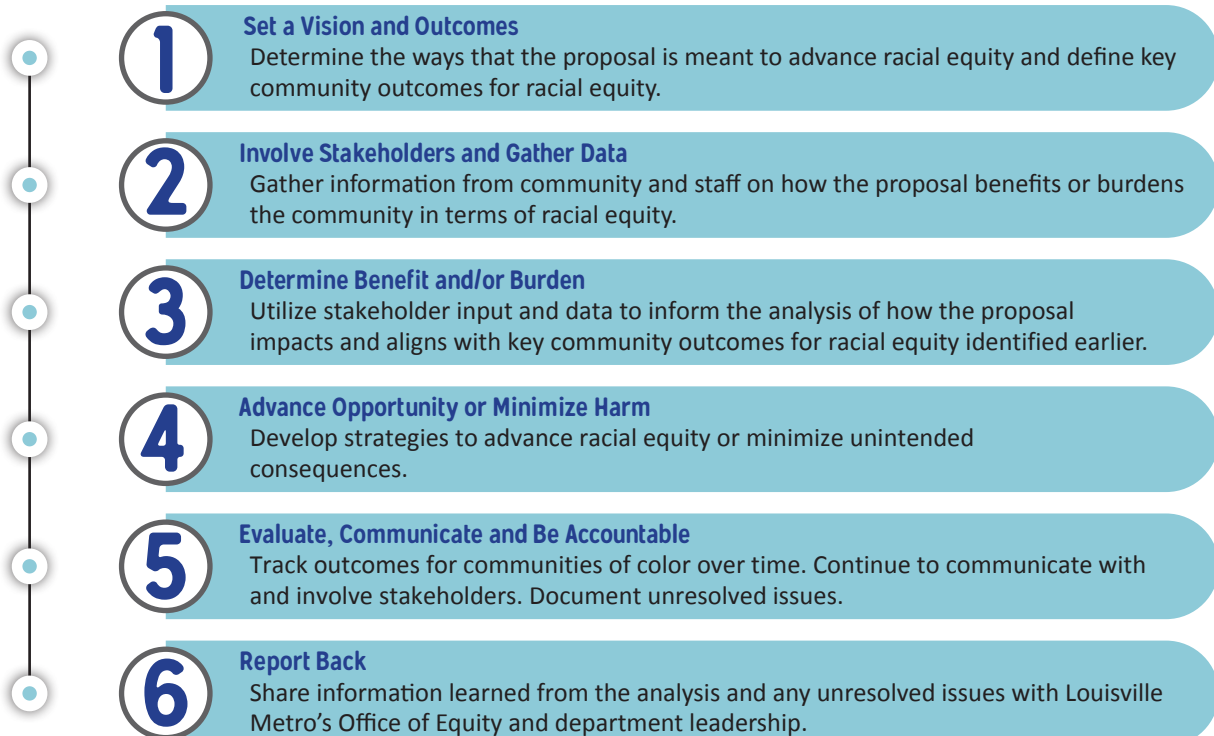 1
Set a Vision and Outcomes
Determine the ways that the proposal is meant to advance racial equity and define key
community outcomes for racial equity.
2
Involve Stakeholders and Gather Data
Gather information from community and staff on how the proposal benefits or burdens
the community in terms of racial equity.
3
Determine Benefit and/or Burden
Utilize stakeholder input and data to inform the analysis of how the proposal
impacts and aligns with key community outcomes for racial equity identified earlier.
4
Advance Opportunity or Minimize Harm
Develop strategies to advance racial equity or minimize unintended
consequences.
5
Evaluate, Communicate and Be Accountable
Track outcomes for communities of color over time. Continue to communicate with
and involve stakeholders. Document unresolved issues.
6
Report Back
Share information learned from the analysis and any unresolved issues with Louisville
Metro's Office of Equity and department leadership.